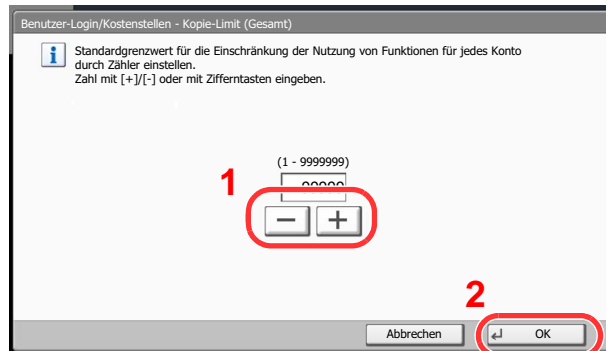 Benutzer-Login/Kostenstellen - Kopie-Limit (Gesamt)
i
Standardgrenzwert für die Einschränkung der Nutzung von Funktionen für jedes Konto
durch Zähler einstellen.
Zahl mit [+]/[-] oder mit Zifferntasten eingeben.
(1 - 9999999)
1
− +
2
Abbrechen
OK